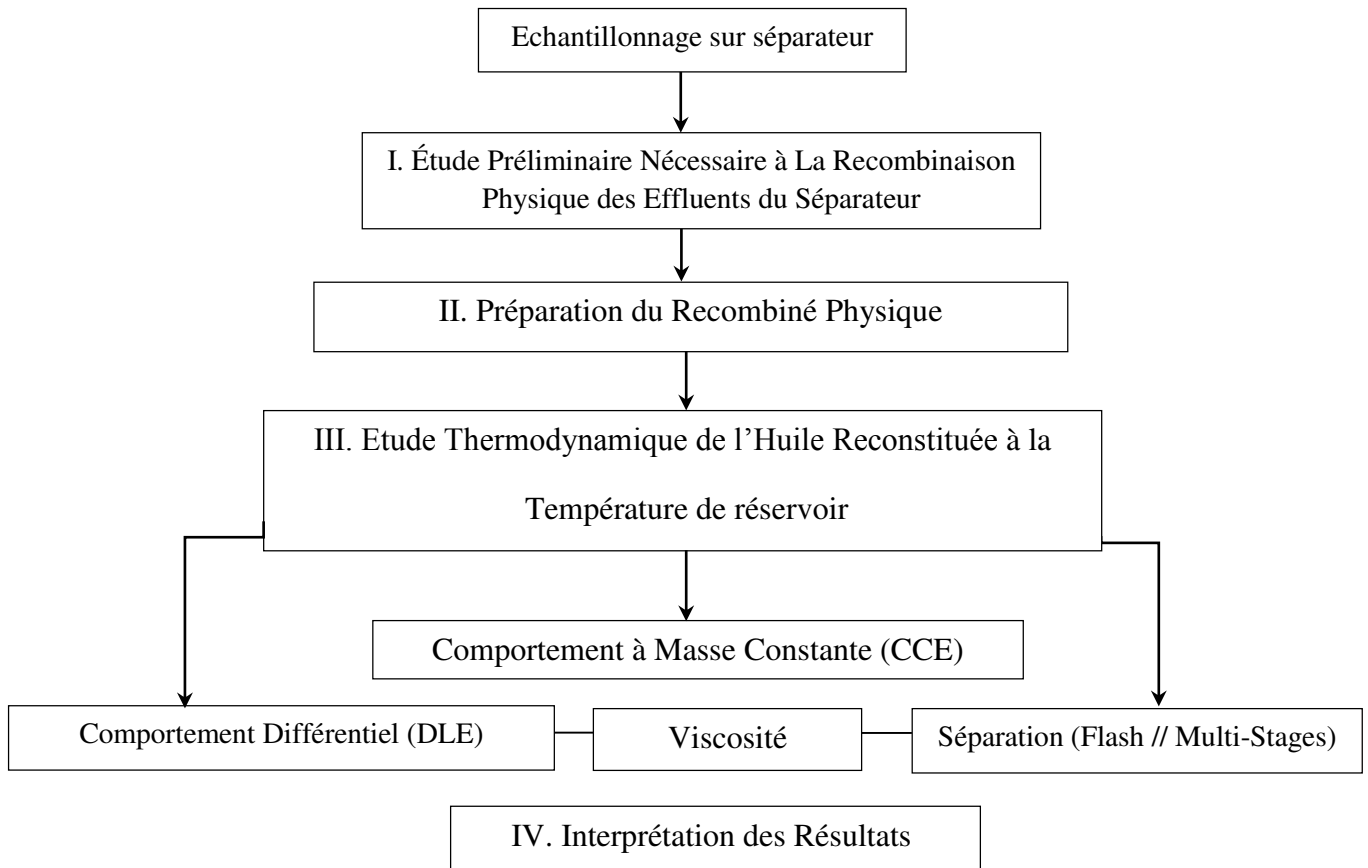 Echantillonnage sur séparateur
I. Étude Préliminaire Nécessaire à La Recombinaison
Physique des Effluents du Séparateur
II. Préparation du Recombiné Physique
III. Etude Thermodynamique de l’Huile Reconstituée à la
Température de réservoir
Comportement à Masse Constante (CCE)
Comportement Différentiel (DLE)
Viscosité
Séparation (Flash // Multi-Stages)
IV. Interprétation des Résultats